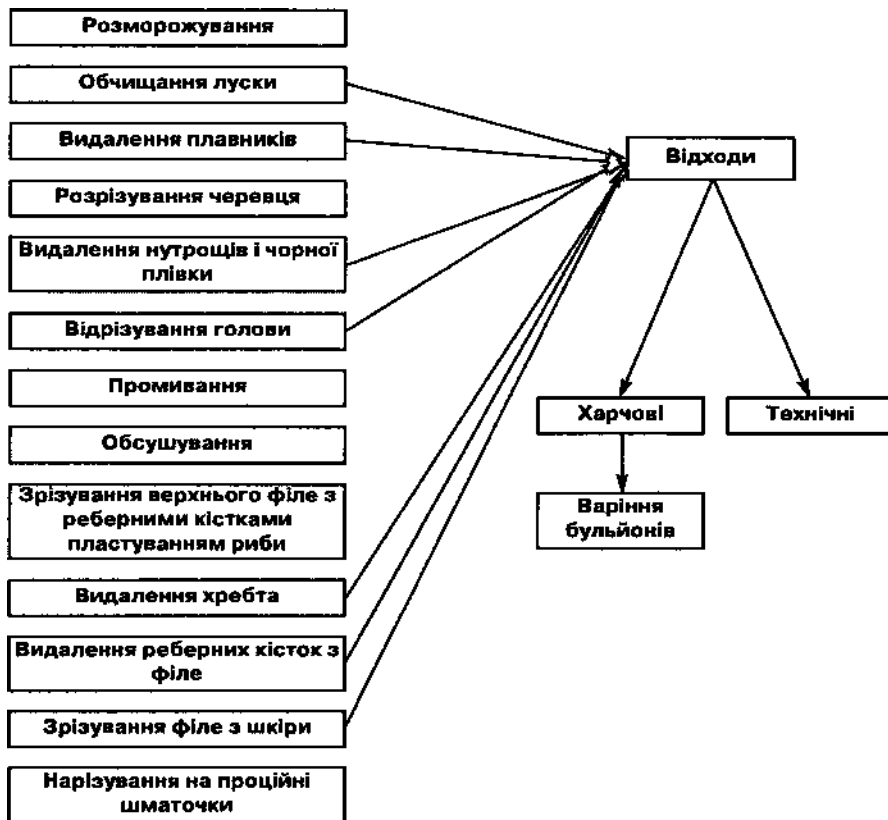 Розморожування
Обчищання луски
Видалення плавників
Розрізування черевця
Видалення нутрощів і чорної
плівки
Відрізування голови
Промивання
Обсушування
Зрізування верхнього філе з
реберними кістками
пластуванням риби
Видалення хребта
Видалення реберних кісток з
філе
Зрізування філе з шкіри
Нарізування на проційні
шматочки
Відходи
Харчові
Технічні
Варіння
бульйонів